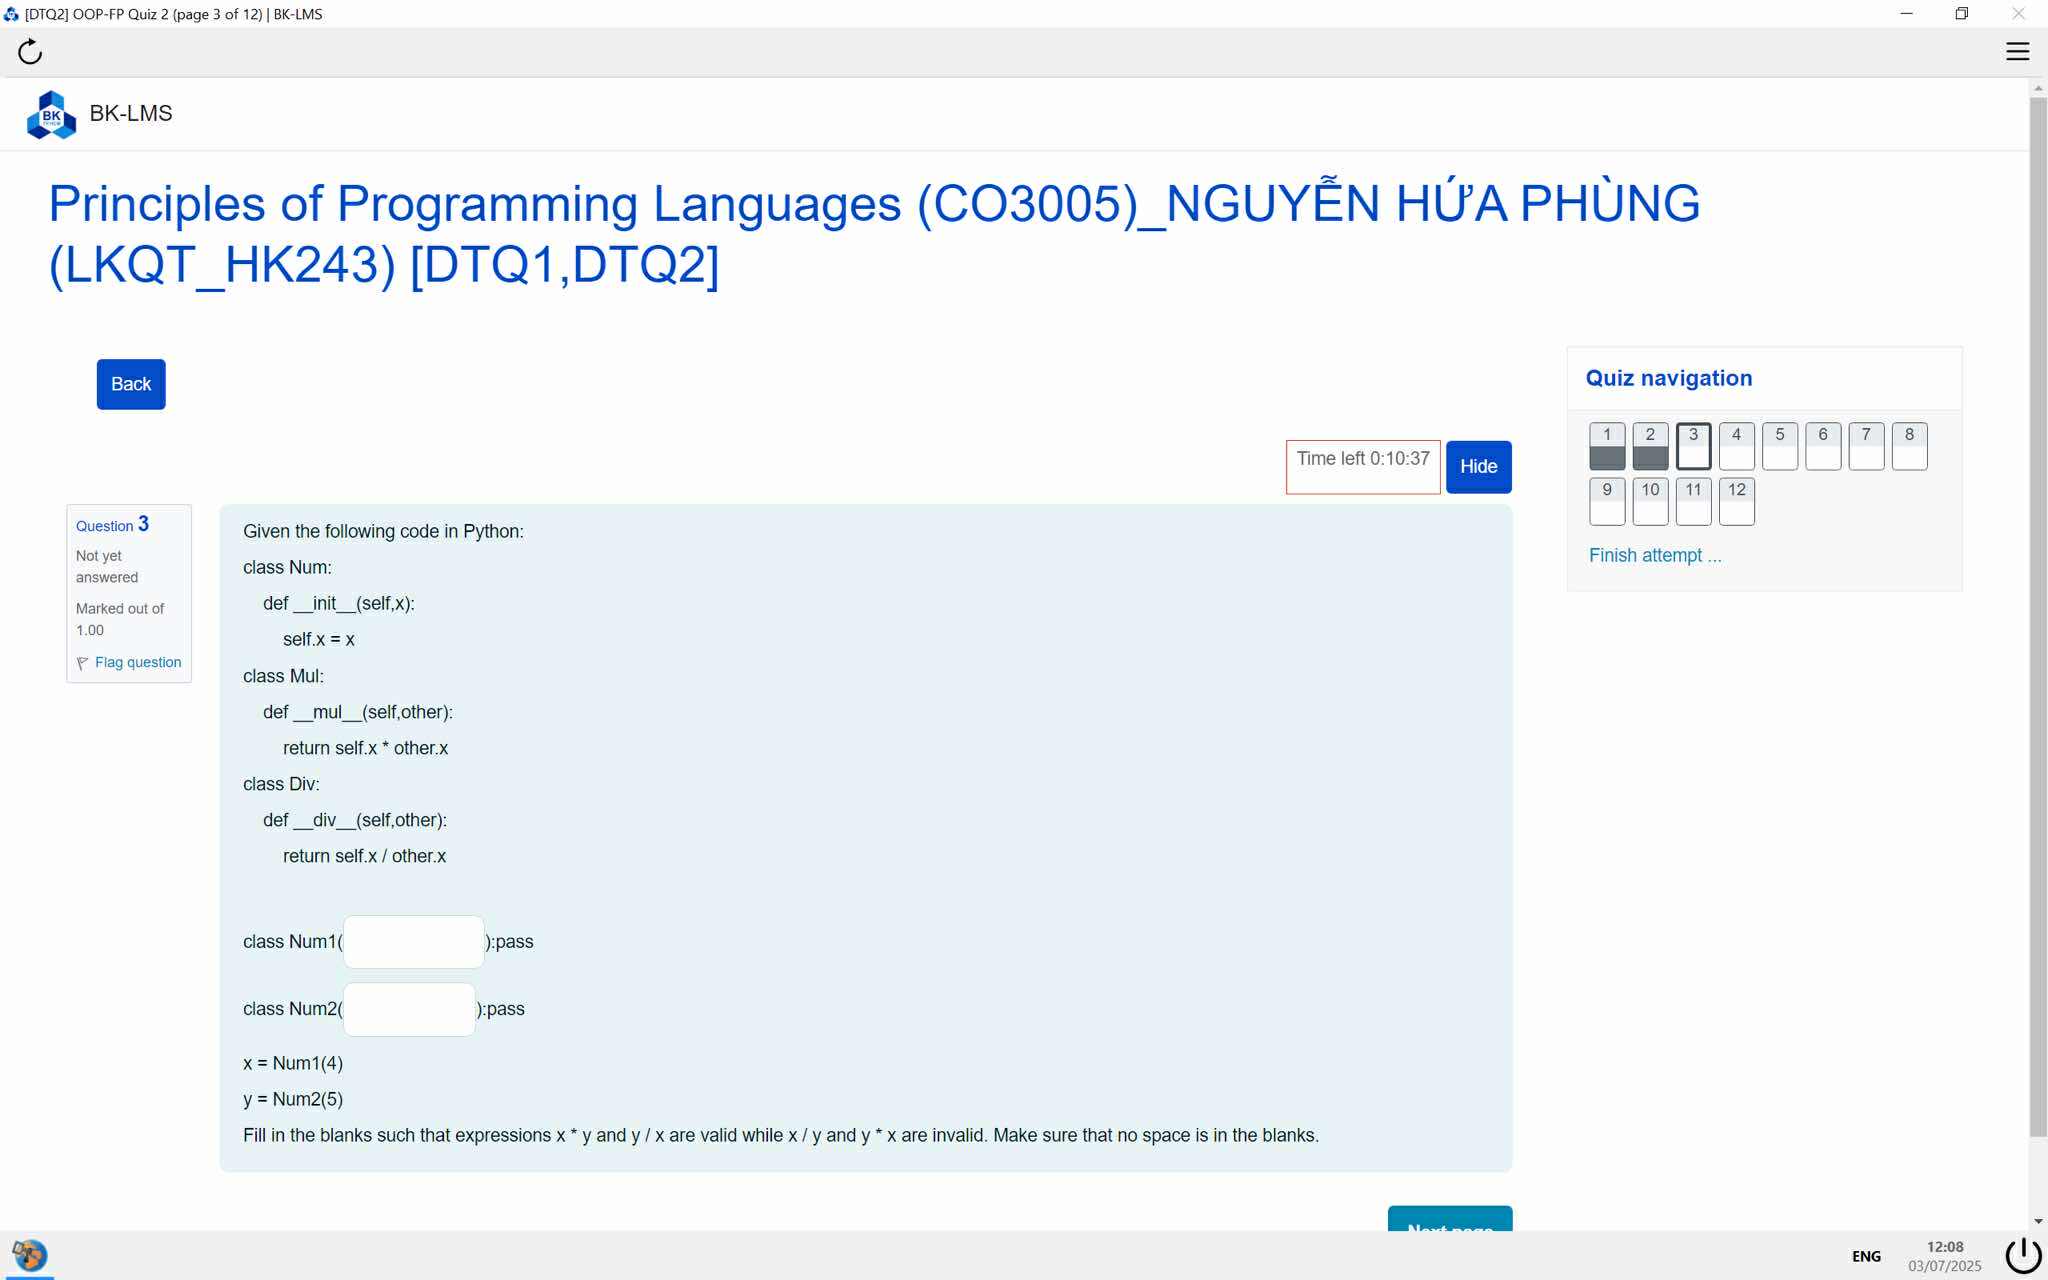 [DTQ2] OOP-FP Quiz 2 (page 3 of 12) | BK-LMS
BK
BK-LMS
Principles of Programming Languages (CO3005)_NGUYỄN HỨA PHÙNG
(LKQT_HK243) [DTQ1,DTQ2]
Back
Quiz navigation
1 2 3 4 5 6 7 8
9 10 11 12
Finish attempt ...
Time left 0:10:37
Hide
Question 3
Not yet
answered
Marked out of
1.00
Flag question
Given the following code in Python:
class Num:
def __init__(self,x):
self.x = x
class Mul:
def __mul__(self,other):
return self.x * other.x
class Div:
def __div__(self,other):
return self.x / other.x
class Num1( ):pass
class Num2( ):pass
x = Num1(4)
y = Num2(5)
Fill in the blanks such that expressions x * y and y / x are valid while x / y and y * x are invalid. Make sure that no space is in the blanks.
Next page
ENG
12:08
03/07/2025